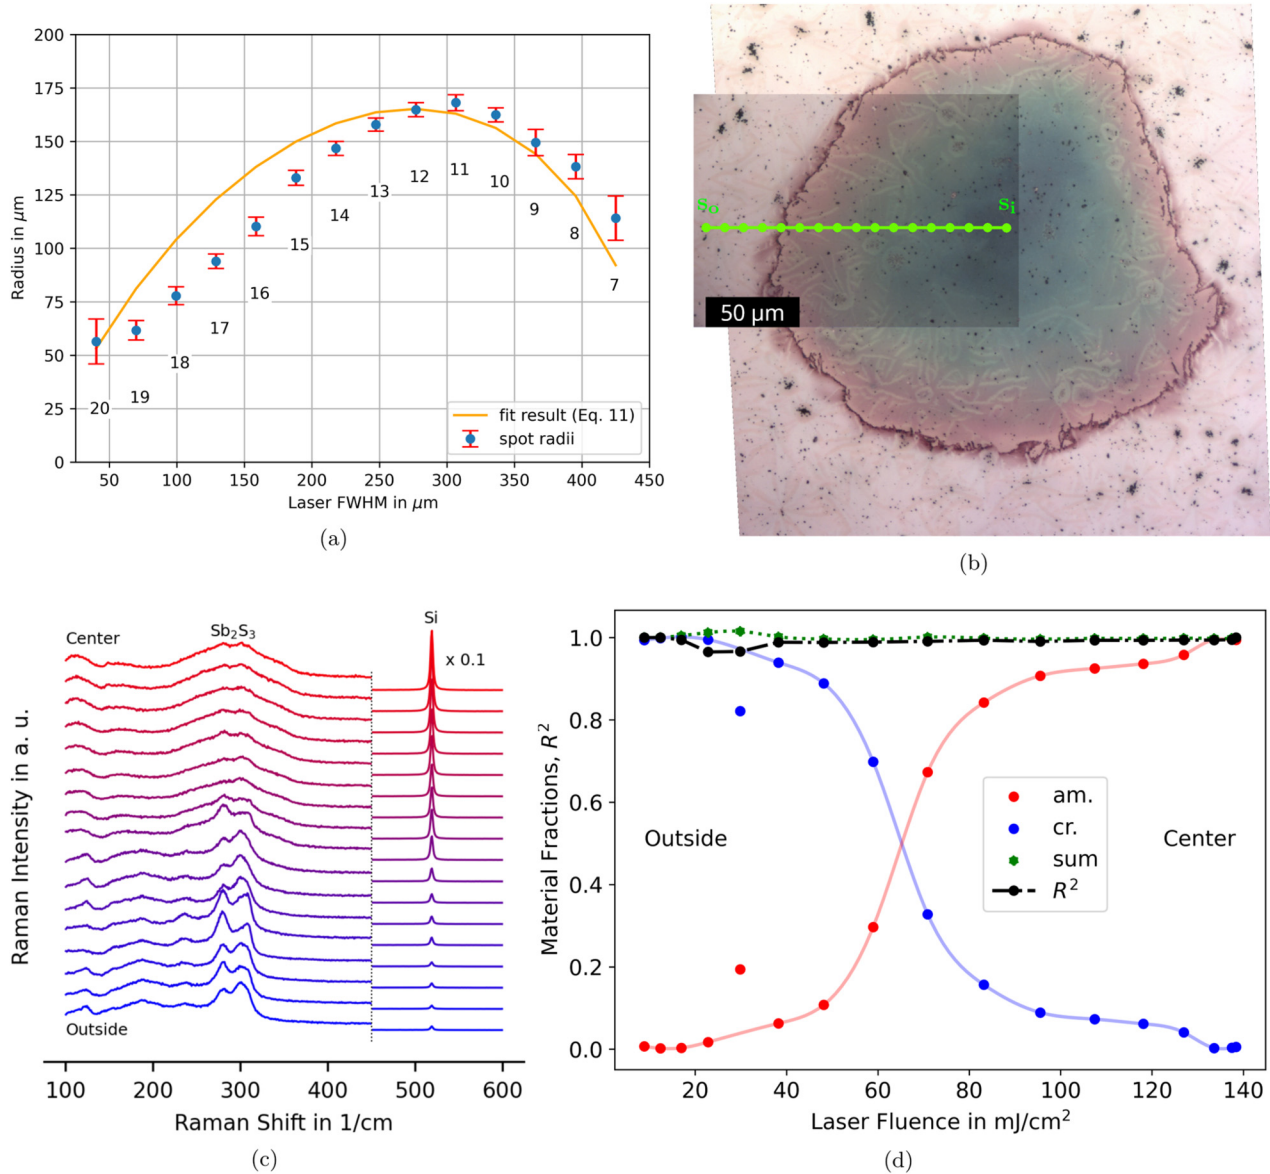 200
175
150
125
100
75
50
25
0
Radius in μm
20
19
18
17
16
15
14
13
12
11
10
9
8
7
fit result (Eq. 11)
spot radii
50 100 150 200 250 300 350 400 450
Laser FWHM in μm
(a)
so si
50 μm
(b)
Raman Intensity in a. u.
Center
Sb₂S₃
Si
x 0.1
Outside
100 200 300 400 500 600
Raman Shift in 1/cm
(c)
Material Fractions, R²
1.0
0.8
0.6
0.4
0.2
0.0
Outside
Center
am.
cr.
sum
R²
20 40 60 80 100 120 140
Laser Fluence in mJ/cm²
(d)